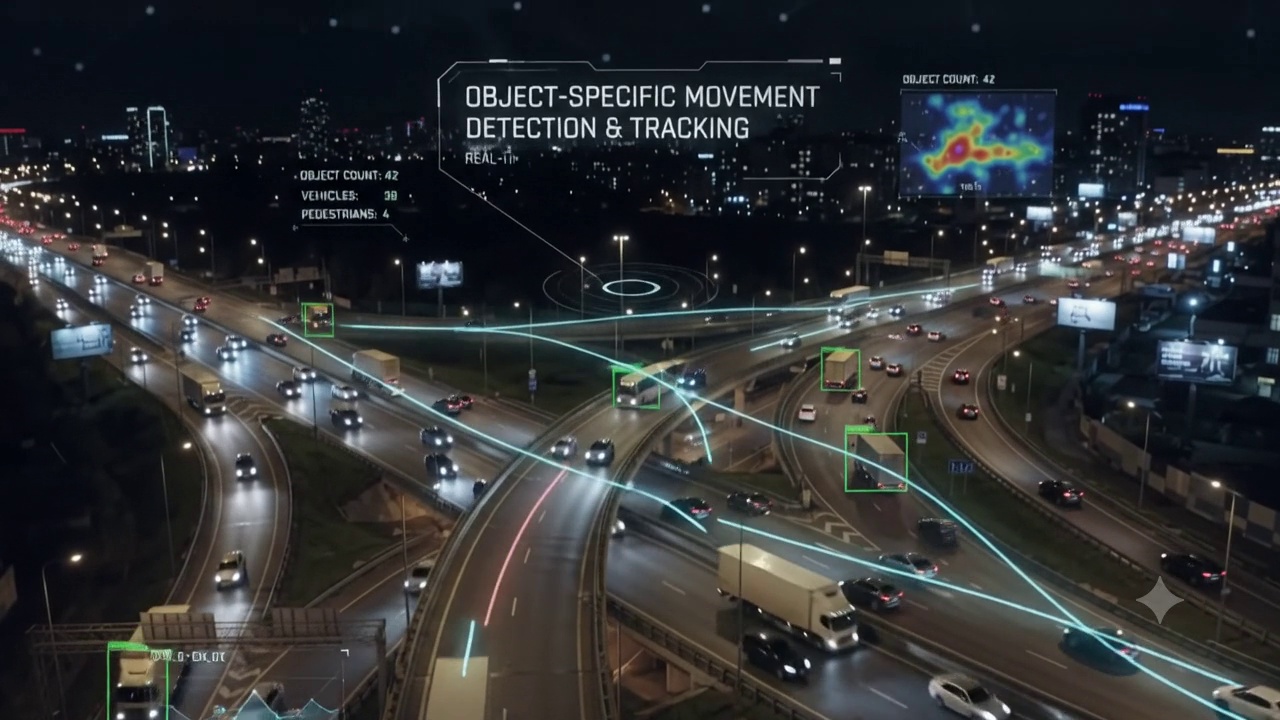 OBJECT-SPECIFIC MOVEMENT
DETECTION & TRACKING
OBJECT COUNT: 42
VEHICLES: 38
PEDESTRIANS: 4
OBJECT COUNT: 42